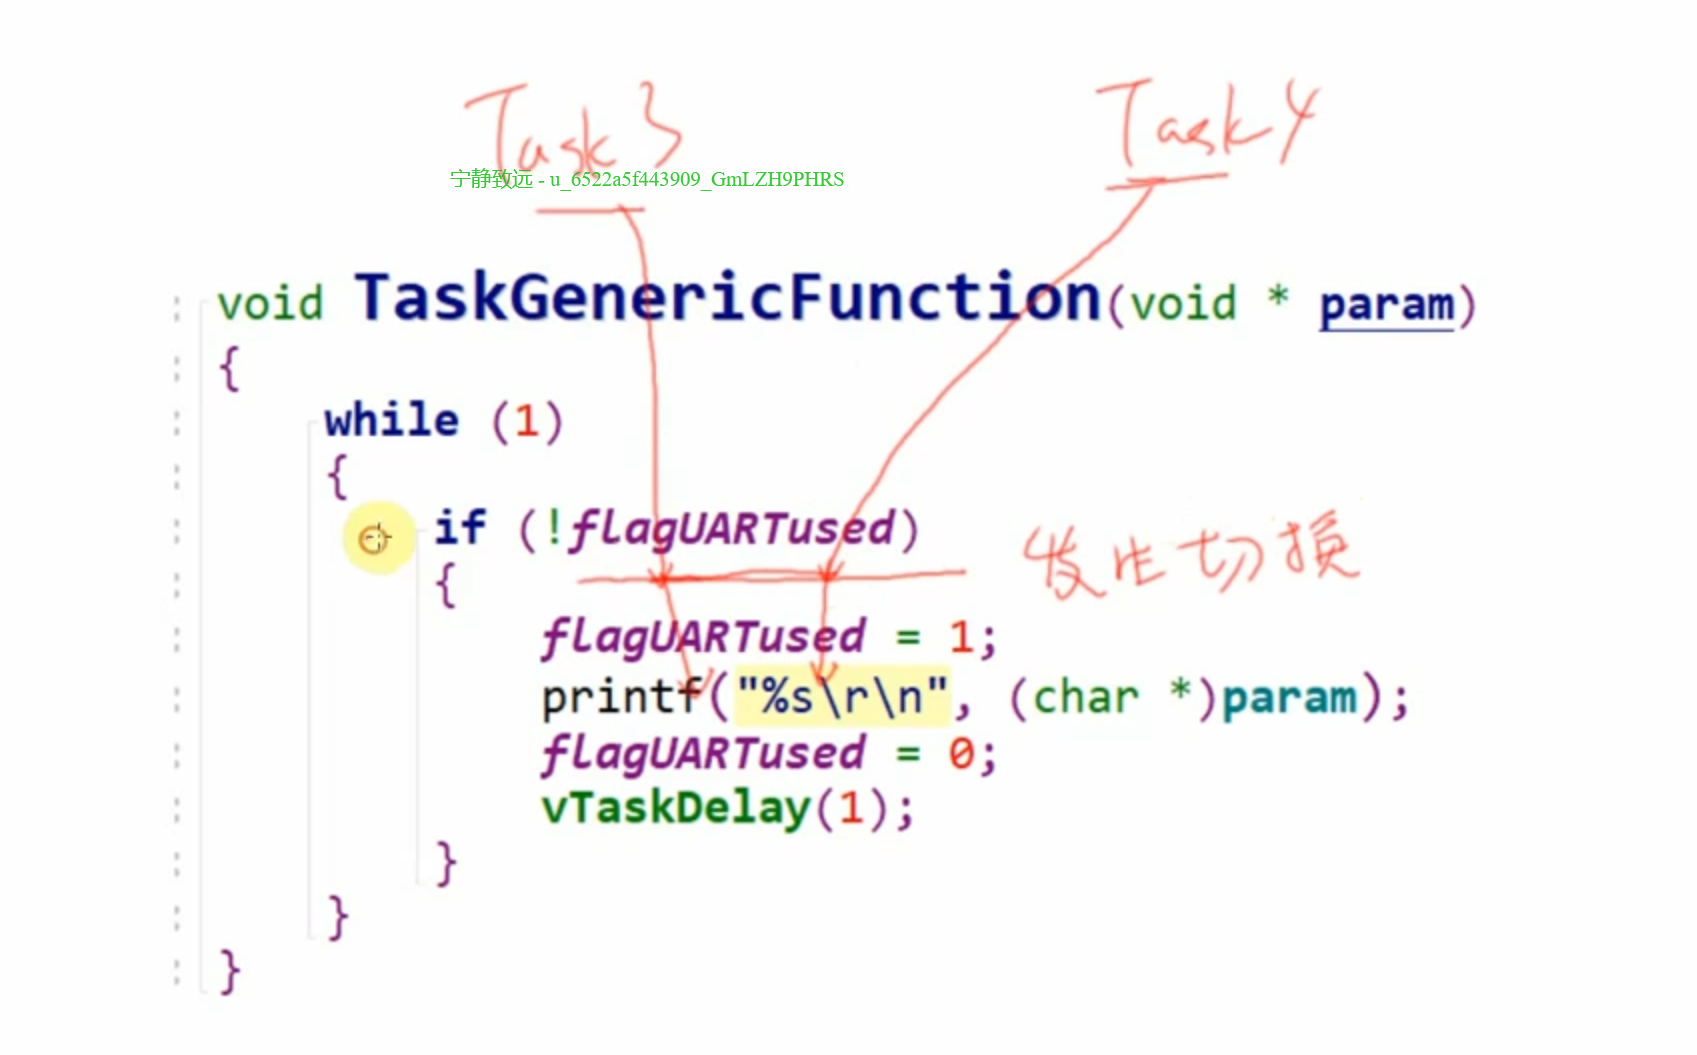 Task3 Task4
宁静致远 - u_6522a5f443909_GmLZH9PHRS
void TaskGenericFunction(void * param)
{
while (1)
{
if (!flagUARTused)
发生切换
{
flagUARTused = 1;
printf("%s\r\n", (char *)param);
flagUARTused = 0;
vTaskDelay(1);
}
}
}